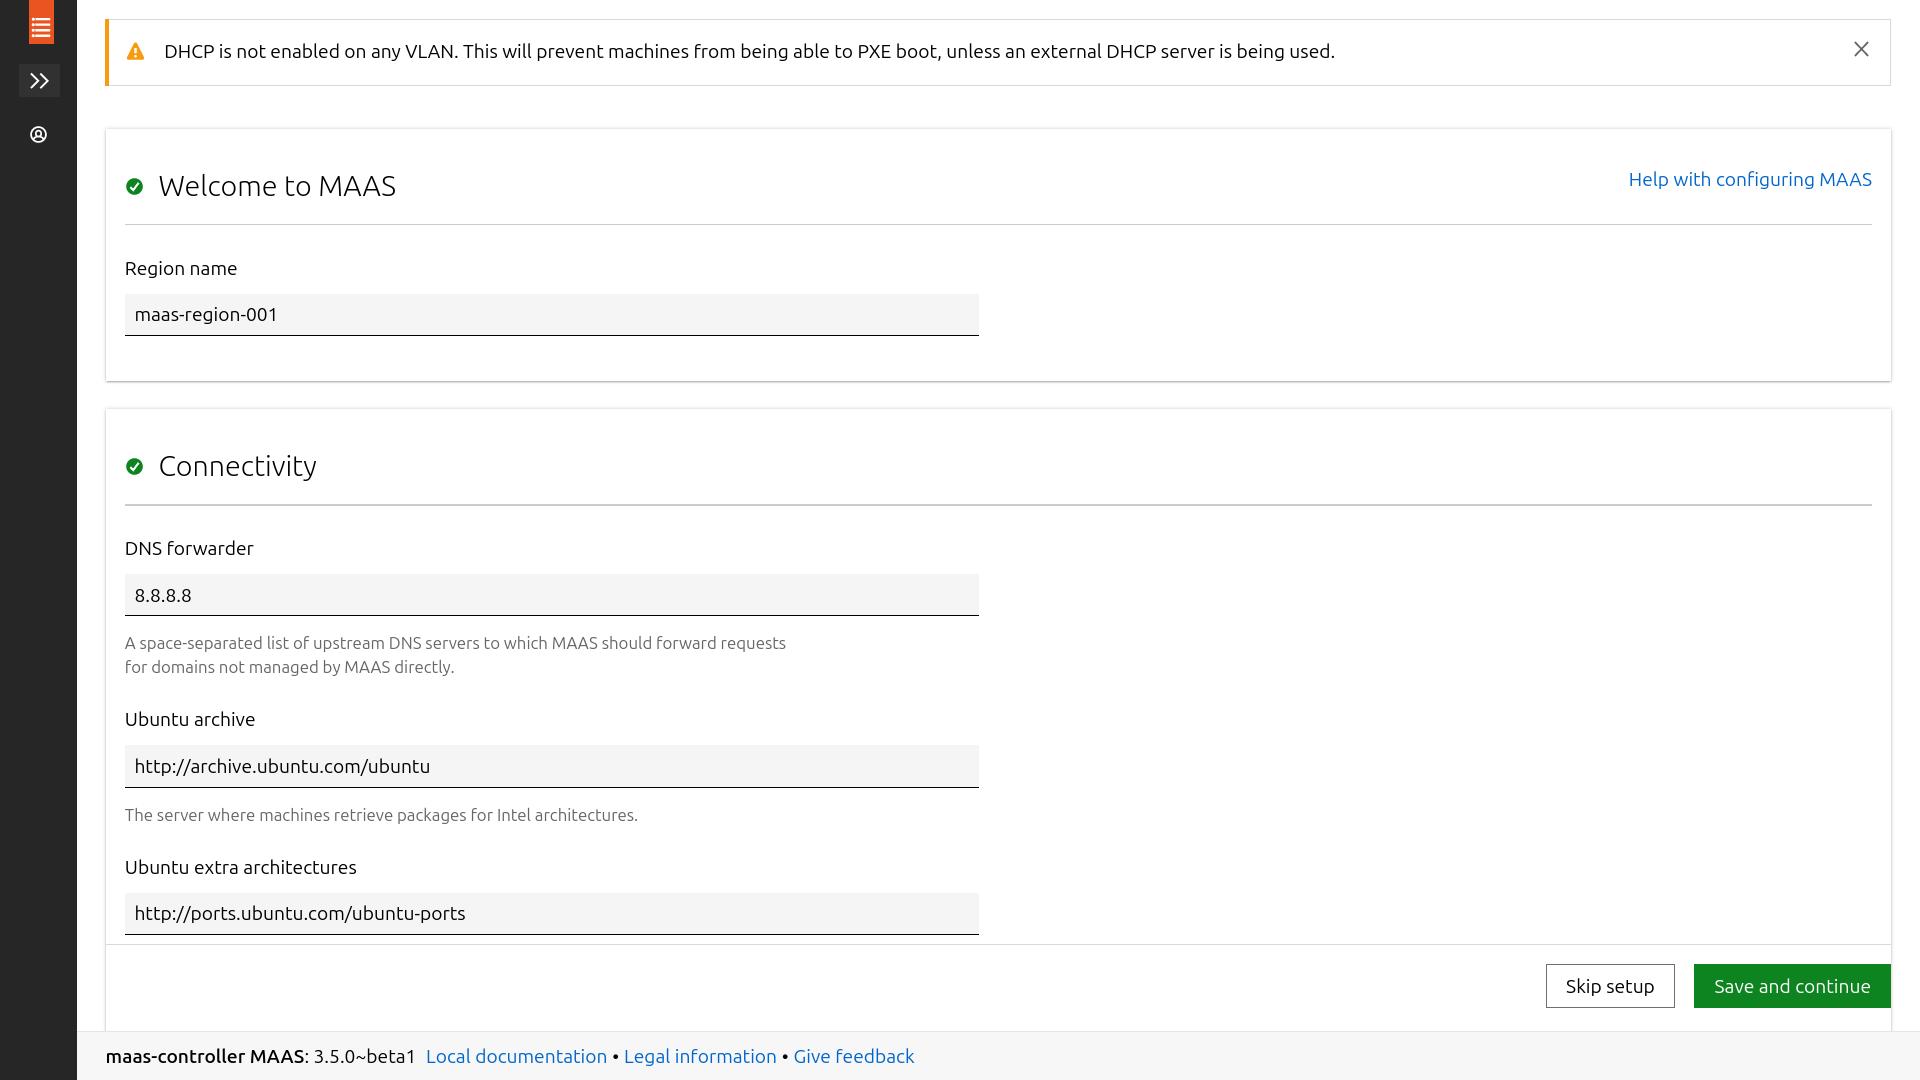 DHCP is not enabled on any VLAN. This will prevent machines from being able to PXE boot, unless an external DHCP server is being used.
Welcome to MAAS
Help with configuring MAAS
Region name
maas-region-001
Connectivity
DNS forwarder
8.8.8.8
A space-separated list of upstream DNS servers to which MAAS should forward requests
for domains not managed by MAAS directly.
Ubuntu archive
http://archive.ubuntu.com/ubuntu
The server where machines retrieve packages for Intel architectures.
Ubuntu extra architectures
http://ports.ubuntu.com/ubuntu-ports
Skip setup
Save and continue
maas-controller MAAS: 3.5.0~beta1 Local documentation • Legal information • Give feedback